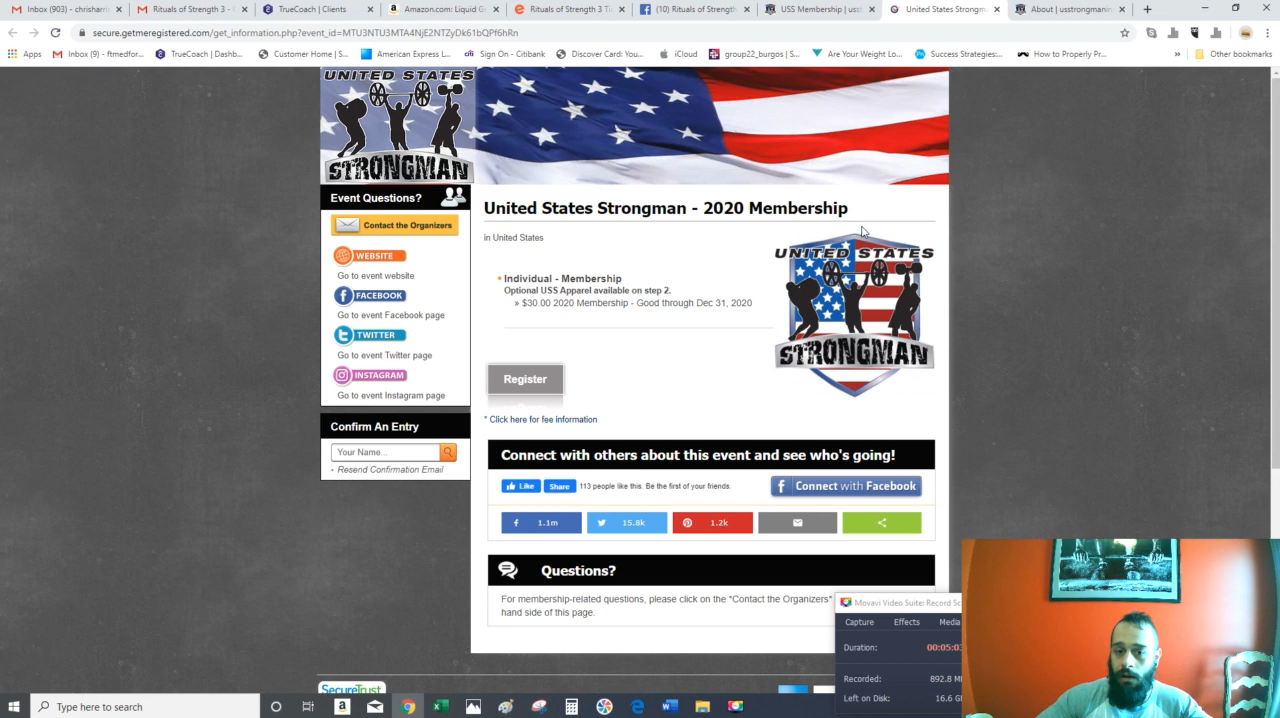 Inbox (903) - chrisharris
Rituals of Strength 3 - G
TrueCoach | Clients
Amazon.com: Liquid G
Rituals of Strength 3 Ti
(10) Rituals of Strength
USS Membership | usst
United States Strongman
About | usstrongman
secure.getmeregistered.com/get_information.php?event_id=MTU3NTU3MTA4NjE2NTZyDk61bQPf6hRn
Apps
Inbox (9) - ftmedfor...
TrueCoach | Dashb...
Customer Home | S...
American Express L...
Sign On - Citibank
Discover Card: You...
iCloud
group22_burgos | S...
Are Your Weight Lo...
Success Strategies:...
How to Properly Pr...
»
Other bookmarks
UNITED STATES
STRONGMAN
Event Questions?
Contact the Organizers
WEBSITE
Go to event website
FACEBOOK
Go to event Facebook page
TWITTER
Go to event Twitter page
INSTAGRAM
Go to event Instagram page
Confirm An Entry
Your Name...
Resend Confirmation Email
United States Strongman - 2020 Membership
in United States
Individual - Membership
Optional USS Apparel available on step 2.
» $30.00 2020 Membership - Good through Dec 31, 2020
UNITED STATES
STRONGMAN
Register
* Click here for fee information
Connect with others about this event and see who's going!
Like
Share
113 people like this. Be the first of your friends.
Connect with Facebook
1.1m
15.8k
1.2k
Questions?
For membership-related questions, please click on the "Contact the Organizers"
hand side of this page.
SecureTrust
Movavi Video Suite: Record Sc
Capture
Effects
Media
Duration:
00:05:03
Recorded:
892.8 M
Left on Disk:
16.6 G
Type here to search